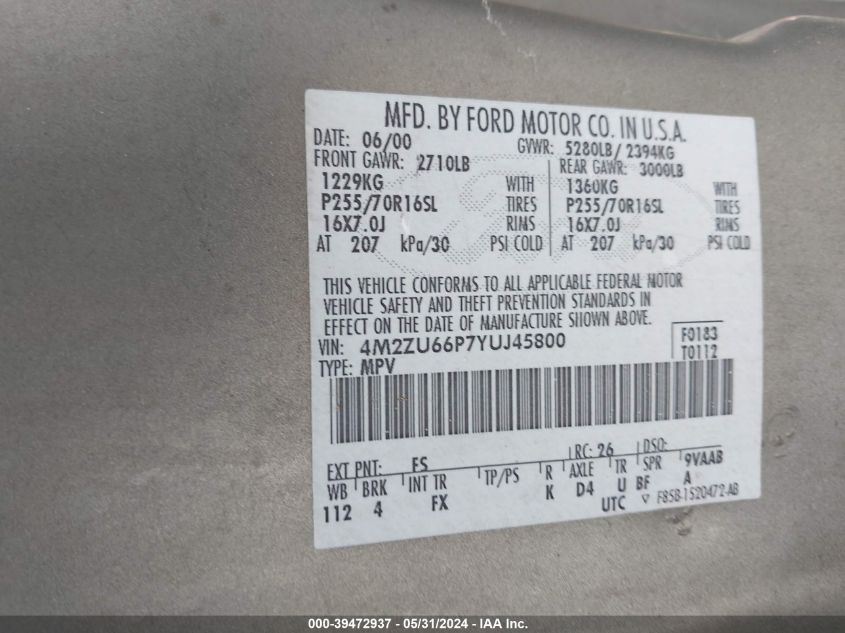 MFD. BY FORD MOTOR CO. IN U.S.A.
DATE: 06/00 GVWR: 5280LB/ 2394KG
FRONT GAWR: 2710LB REAR GAWR: 3000LB
1229KG WITH 1360KG WITH
P255/70R16SL TIRES P255/70R16SL TIRES
16X7.0J RIMS 16X7.0J RIMS
AT 207 kPa/30 PSI COLD AT 207 kPa/30 PSI COLD
THIS VEHICLE CONFORMS TO ALL APPLICABLE FEDERAL MOTOR
VEHICLE SAFETY AND THEFT PREVENTION STANDARDS IN
EFFECT ON THE DATE OF MANUFACTURE SHOWN ABOVE.
VIN: 4M2ZU66P7YUJ45800 F0183
TYPE: MPV T0112
EXT PNT: FS RC: 26 DSO:
WB BRK INT TR TP/PS R AXLE TR SPR 9VAAB
112 4 FX K D4 U BF A
UTC F85B-1520472-AB
000-39472937 - 05/31/2024 - IAA Inc.